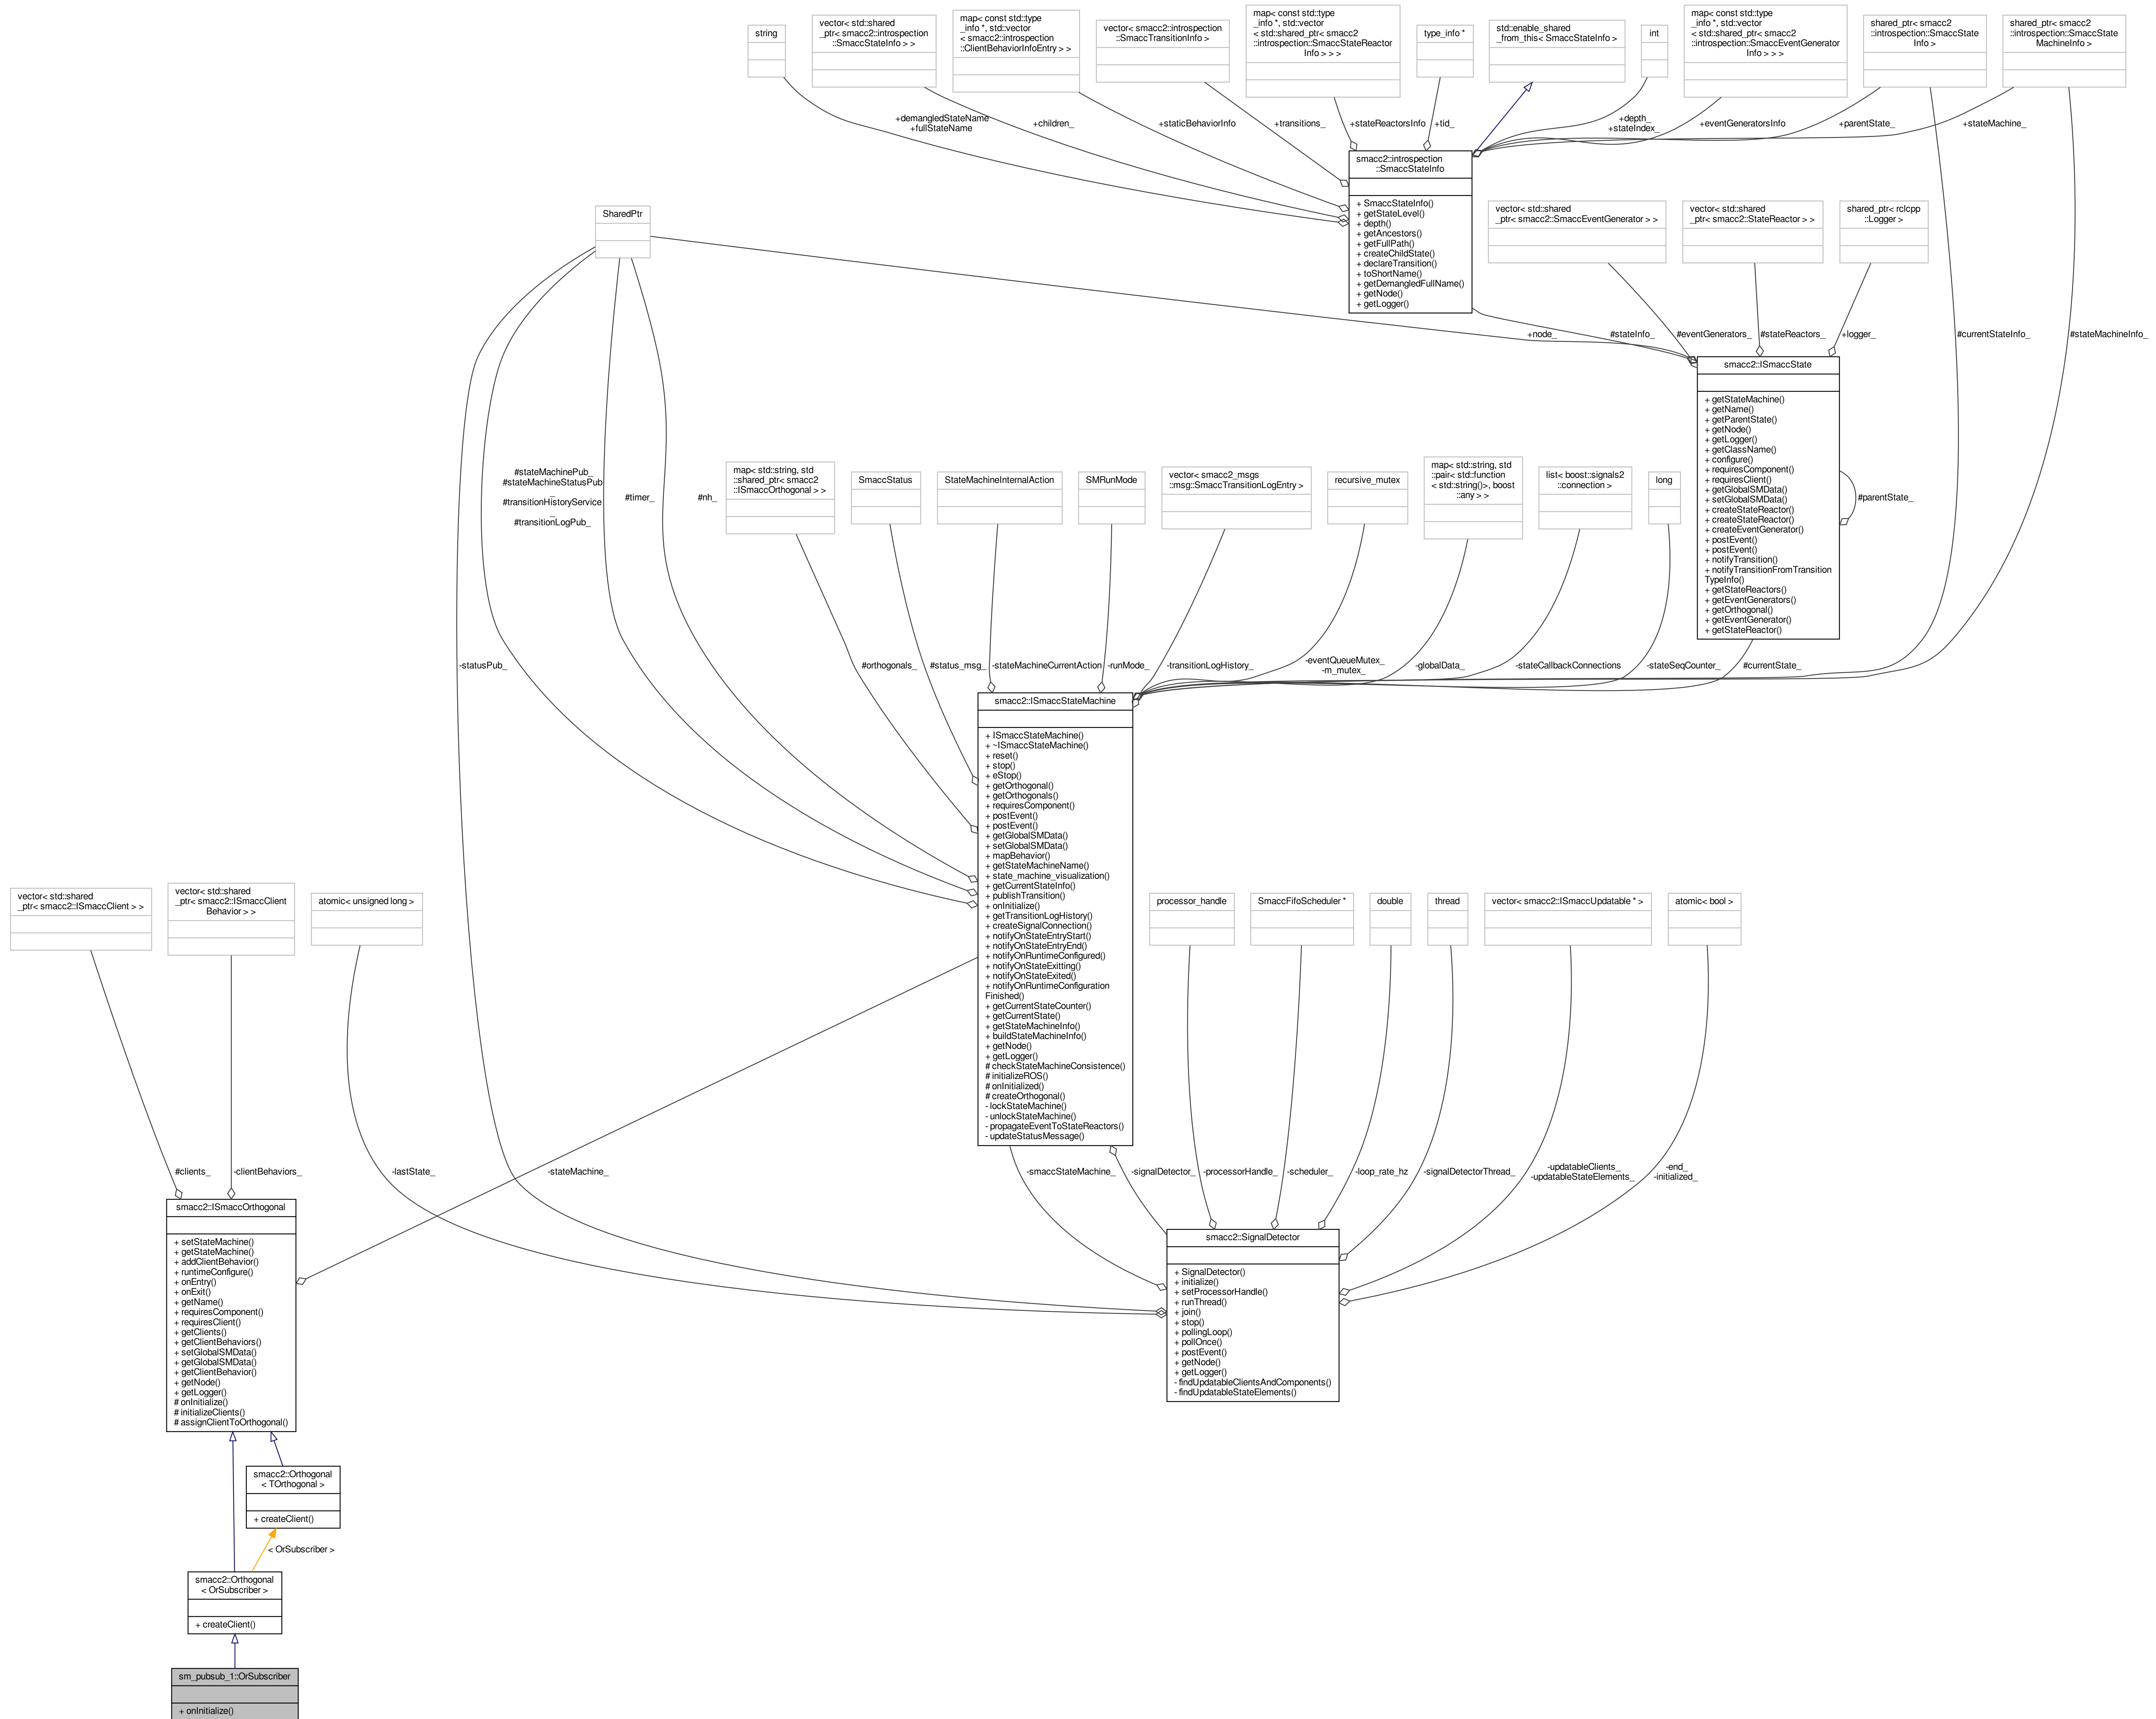 string
vector< std::shared
_ptr< smacc2::introspection
::SmaccStateInfo > >
map< const std::type
_info *, std::vector
< smacc2::introspection
::ClientBehaviorInfoEntry > >
vector< smacc2::introspection
::SmaccTransitionInfo >
map< const std::type
_info *, std::vector
< std::shared_ptr< smacc2
::introspection::SmaccStateReactor
Info > > >
type_info *
std::enable_shared
_from_this< SmaccStateInfo >
int
map< const std::type
_info *, std::vector
< std::shared_ptr< smacc2
::introspection::SmaccEventGenerator
Info > > >
shared_ptr< smacc2
::introspection::SmaccState
Info >
shared_ptr< smacc2
::introspection::SmaccState
MachineInfo >
+demangledStateName
+fullStateName
+children_
+staticBehaviorInfo
+transitions_
+stateReactorsInfo
+tid_
+depth_
+stateIndex_
+eventGeneratorsInfo
+parentState_
+stateMachine_
smacc2::introspection
::SmaccStateInfo
+ SmaccStateInfo()
+ getStateLevel()
+ depth()
+ getAncestors()
+ getFullPath()
+ createChildState()
+ declareTransition()
+ toShortName()
+ getDemangledFullName()
+ getNode()
+ getLogger()
SharedPtr
vector< std::shared
_ptr< smacc2::SmaccEventGenerator > >
vector< std::shared
_ptr< smacc2::StateReactor > >
shared_ptr< rclcpp
::Logger >
+node_
#stateInfo_
#eventGenerators_
#stateReactors_
+logger_
#currentStateInfo_
#stateMachineInfo_
smacc2::ISmaccState
+ getStateMachine()
+ getName()
+ getParentState()
+ getNode()
+ getLogger()
+ getClassName()
+ configure()
+ requiresComponent()
+ requiresClient()
+ getGlobalSMData()
+ setGlobalSMData()
+ createStateReactor()
+ createStateReactor()
+ createEventGenerator()
+ postEvent()
+ postEvent()
+ notifyTransition()
+ notifyTransitionFromTransition
TypeInfo()
+ getStateReactors()
+ getEventGenerators()
+ getOrthogonal()
+ getEventGenerator()
+ getStateReactor()
#parentState_
#stateMachinePub_
#stateMachineStatusPub
_
#transitionHistoryService
_
#transitionLogPub_
#timer_
#nh_
map< std::string, std
::shared_ptr< smacc2
::ISmaccOrthogonal > >
SmaccStatus
StateMachineInternalAction
SMRunMode
vector< smacc2_msgs
::msg::SmaccTransitionLogEntry >
recursive_mutex
map< std::string, std
::pair< std::function
< std::string()>, boost
::any > >
list< boost::signals2
::connection >
long
-statusPub_
#orthogonals_
#status_msg_
-stateMachineCurrentAction
-runMode_
-transitionLogHistory_
-eventQueueMutex_
-m_mutex_
-globalData_
-stateCallbackConnections
-stateSeqCounter_
#currentState_
smacc2::ISmaccStateMachine
+ ISmaccStateMachine()
+ ~ISmaccStateMachine()
+ reset()
+ stop()
+ eStop()
+ getOrthogonal()
+ getOrthogonals()
+ requiresComponent()
+ postEvent()
+ postEvent()
+ getGlobalSMData()
+ setGlobalSMData()
+ mapBehavior()
+ getStateMachineName()
+ state_machine_visualization()
+ getCurrentStateInfo()
+ publishTransition()
+ onInitialize()
+ getTransitionLogHistory()
+ createSignalConnection()
+ notifyOnStateEntryStart()
+ notifyOnStateEntryEnd()
+ notifyOnRuntimeConfigured()
+ notifyOnStateExitting()
+ notifyOnStateExited()
+ notifyOnRuntimeConfiguration
Finished()
+ getCurrentStateCounter()
+ getCurrentState()
+ getStateMachineInfo()
+ buildStateMachineInfo()
+ getNode()
+ getLogger()
# checkStateMachineConsistence()
# initializeROS()
# onInitialized()
# createOrthogonal()
- lockStateMachine()
- unlockStateMachine()
- propagateEventToStateReactors()
- updateStatusMessage()
vector< std::shared
_ptr< smacc2::ISmaccClient > >
vector< std::shared
_ptr< smacc2::ISmaccClient
Behavior > >
atomic< unsigned long >
processor_handle
SmaccFifoScheduler *
double
thread
vector< smacc2::ISmaccUpdatable * >
atomic< bool >
#clients_
-clientBehaviors_
-lastState_
-stateMachine_
-smaccStateMachine_
-signalDetector_
-processorHandle_
-scheduler_
-loop_rate_hz
-signalDetectorThread_
-updatableClients_
-updatableStateElements_
-end_
-initialized_
smacc2::ISmaccOrthogonal
+ setStateMachine()
+ getStateMachine()
+ addClientBehavior()
+ runtimeConfigure()
+ onEntry()
+ onExit()
+ getName()
+ requiresComponent()
+ requiresClient()
+ getClients()
+ getClientBehaviors()
+ setGlobalSMData()
+ getGlobalSMData()
+ getClientBehavior()
+ getNode()
+ getLogger()
# onInitialize()
# initializeClients()
# assignClientToOrthogonal()
smacc2::SignalDetector
+ SignalDetector()
+ initialize()
+ setProcessorHandle()
+ runThread()
+ join()
+ stop()
+ pollingLoop()
+ pollOnce()
+ postEvent()
+ getNode()
+ getLogger()
- findUpdatableClientsAndComponents()
- findUpdatableStateElements()
smacc2::Orthogonal
< TOrthogonal >
+ createClient()
< OrSubscriber >
smacc2::Orthogonal
< OrSubscriber >
+ createClient()
sm_pubsub_1::OrSubscriber
+ onInitialize()